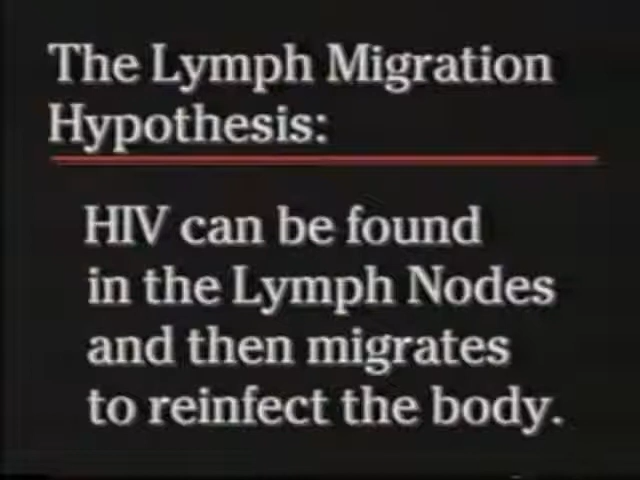 The Lymph Migration
Hypothesis:
HIV can be found
in the Lymph Nodes
and then migrates
to reinfect the body.